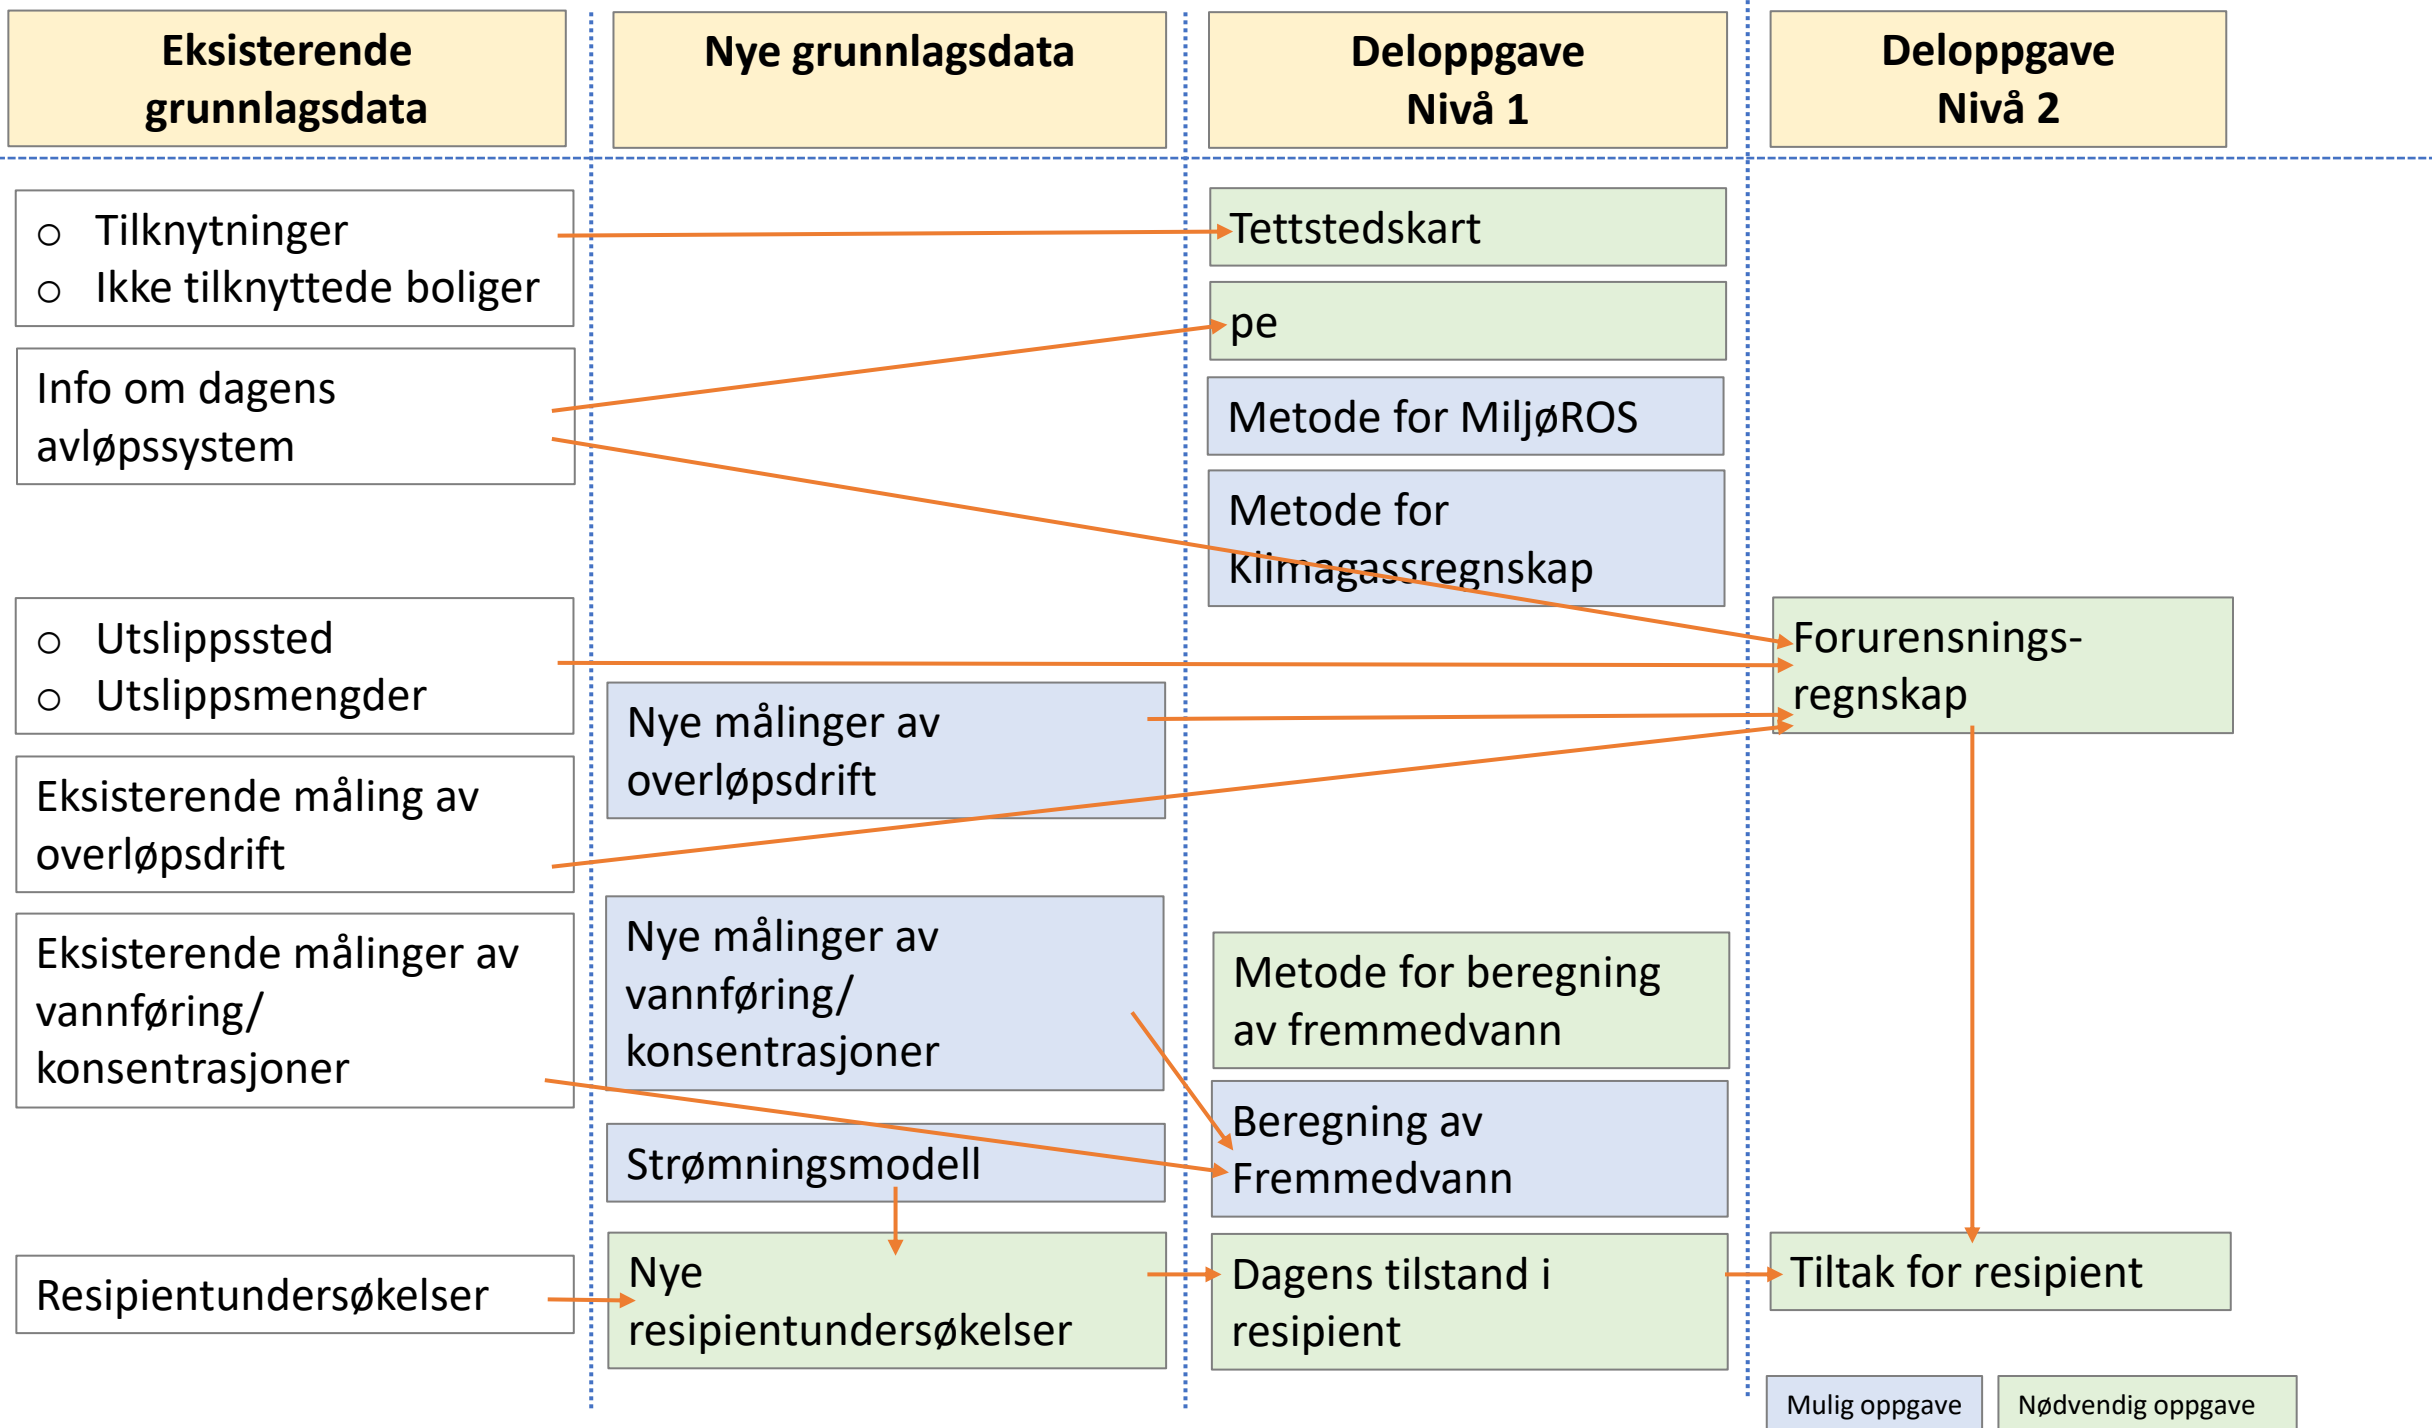 Eksisterende
grunnlagsdata
Nye grunnlagsdata
Deloppgave
Nivå 1
Deloppgave
Nivå 2
o Tilknytninger
o Ikke tilknyttede boliger
Info om dagens
avløpssystem
o Utslippssted
o Utslippsmengder
Eksisterende måling av
overløpsdrift
Eksisterende målinger av
vannføring/
konsentrasjoner
Resipientundersøkelser
Nye målinger av
overløpsdrift
Nye målinger av
vannføring/
konsentrasjoner
Strømningsmodell
Nye
resipientundersøkelser
Tettstedskart
pe
Metode for MiljøROS
Metode for
Klimagassregnskap
Metode for beregning
av fremmedvann
Beregning av
Fremmedvann
Dagens tilstand i
resipient
Forurensnings-
regnskap
Tiltak for resipient
Mulig oppgave
Nødvendig oppgave